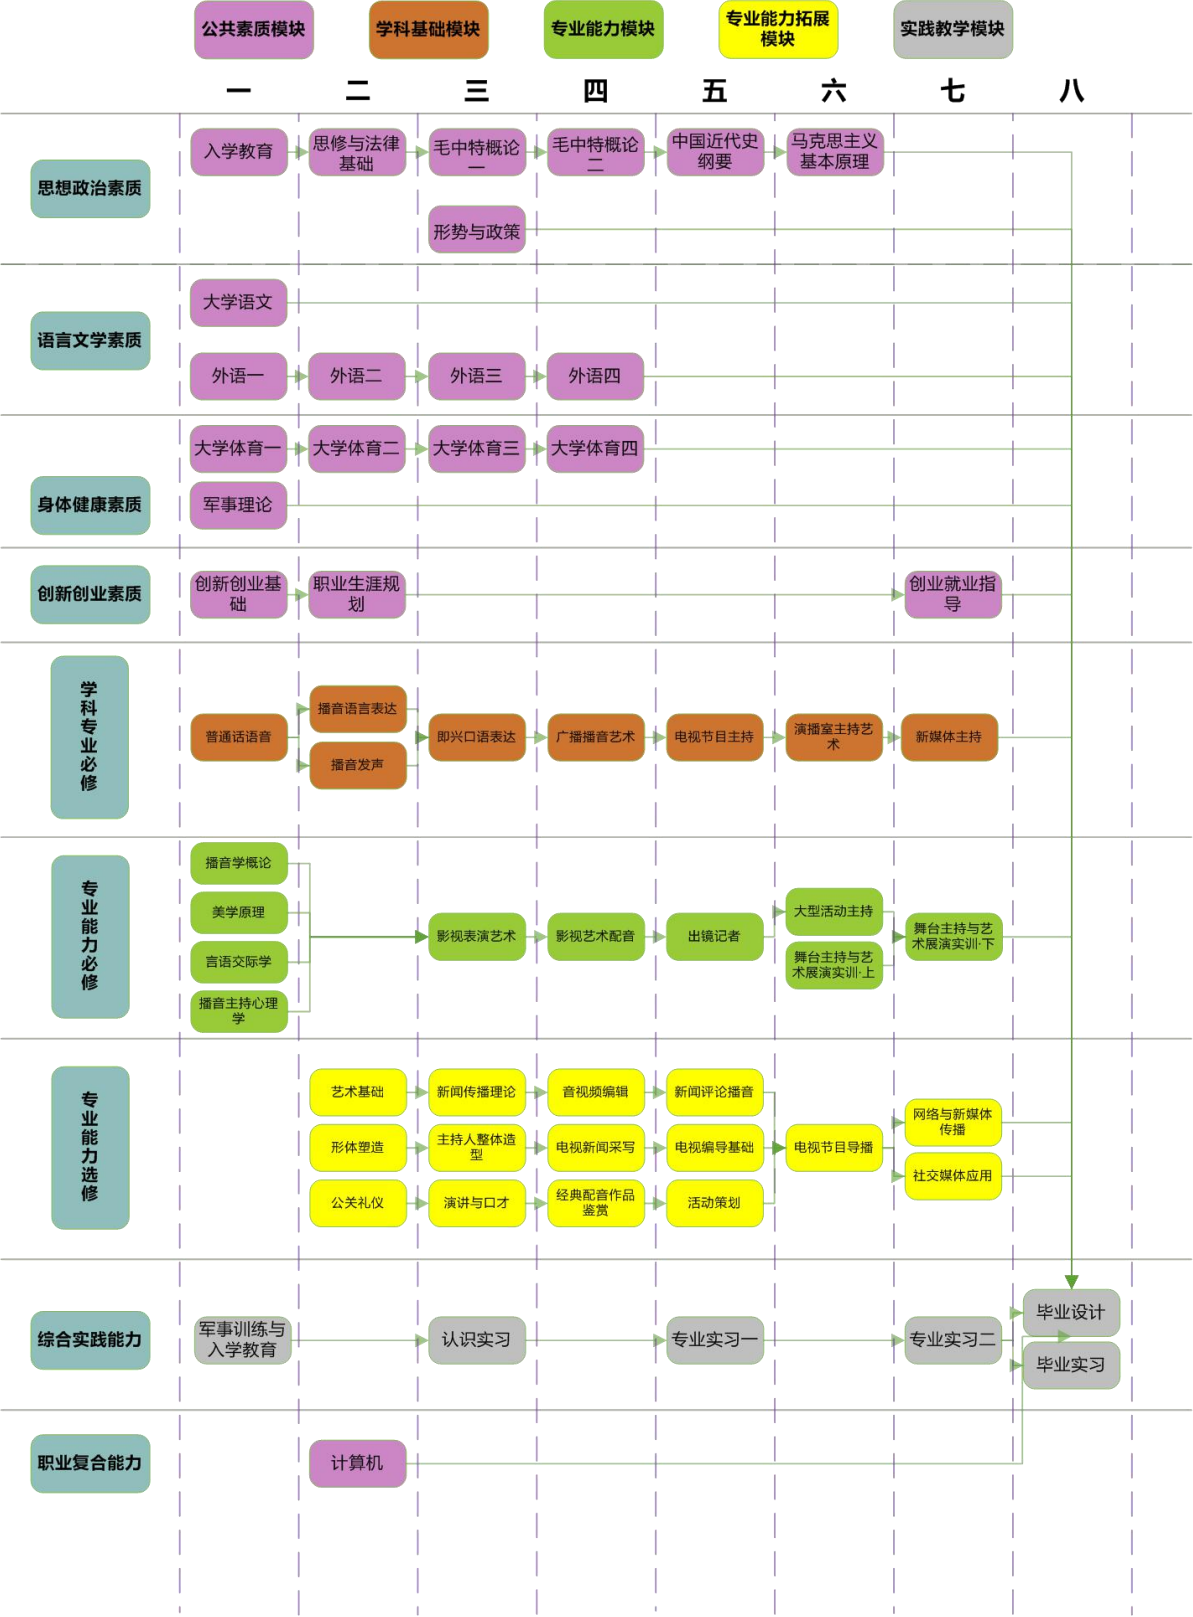 公共素质模块
学科基础模块
专业能力模块
专业能力拓展
模块
实践教学模块
一
二
三
四
五
六
七
八
思想政治素质
入学教育
思修与法律
基础
毛中特概论
一
毛中特概论
二
中国近代史
纲要
马克思主义
基本原理
形势与政策
语言文学素质
大学语文
外语一
外语二
外语三
外语四
身体健康素质
大学体育一
大学体育二
大学体育三
大学体育四
军事理论
创新创业素质
创新创业基
础
职业生涯规
划
创业就业指
导
学科专业必修
普通话语音
播音语言表达
播音发声
即兴口语表达
广播播音艺术
电视节目主持
演播室主持艺
术
新媒体主持
专业能力必修
播音学概论
美学原理
言语交际学
播音主持心理
学
影视表演艺术
影视艺术配音
出镜记者
大型活动主持
舞台主持与艺
术展演实训·上
舞台主持与艺
术展演实训·下
专业能力选修
艺术基础
新闻传播理论
音视频编辑
新闻评论播音
形体塑造
主持人整体造
型
电视新闻采写
电视编导基础
电视节目导播
公关礼仪
演讲与口才
经典配音作品
鉴赏
活动策划
网络与新媒体
传播
社交媒体应用
综合实践能力
军事训练与
入学教育
认识实习
专业实习一
专业实习二
毕业设计
毕业实习
职业复合能力
计算机